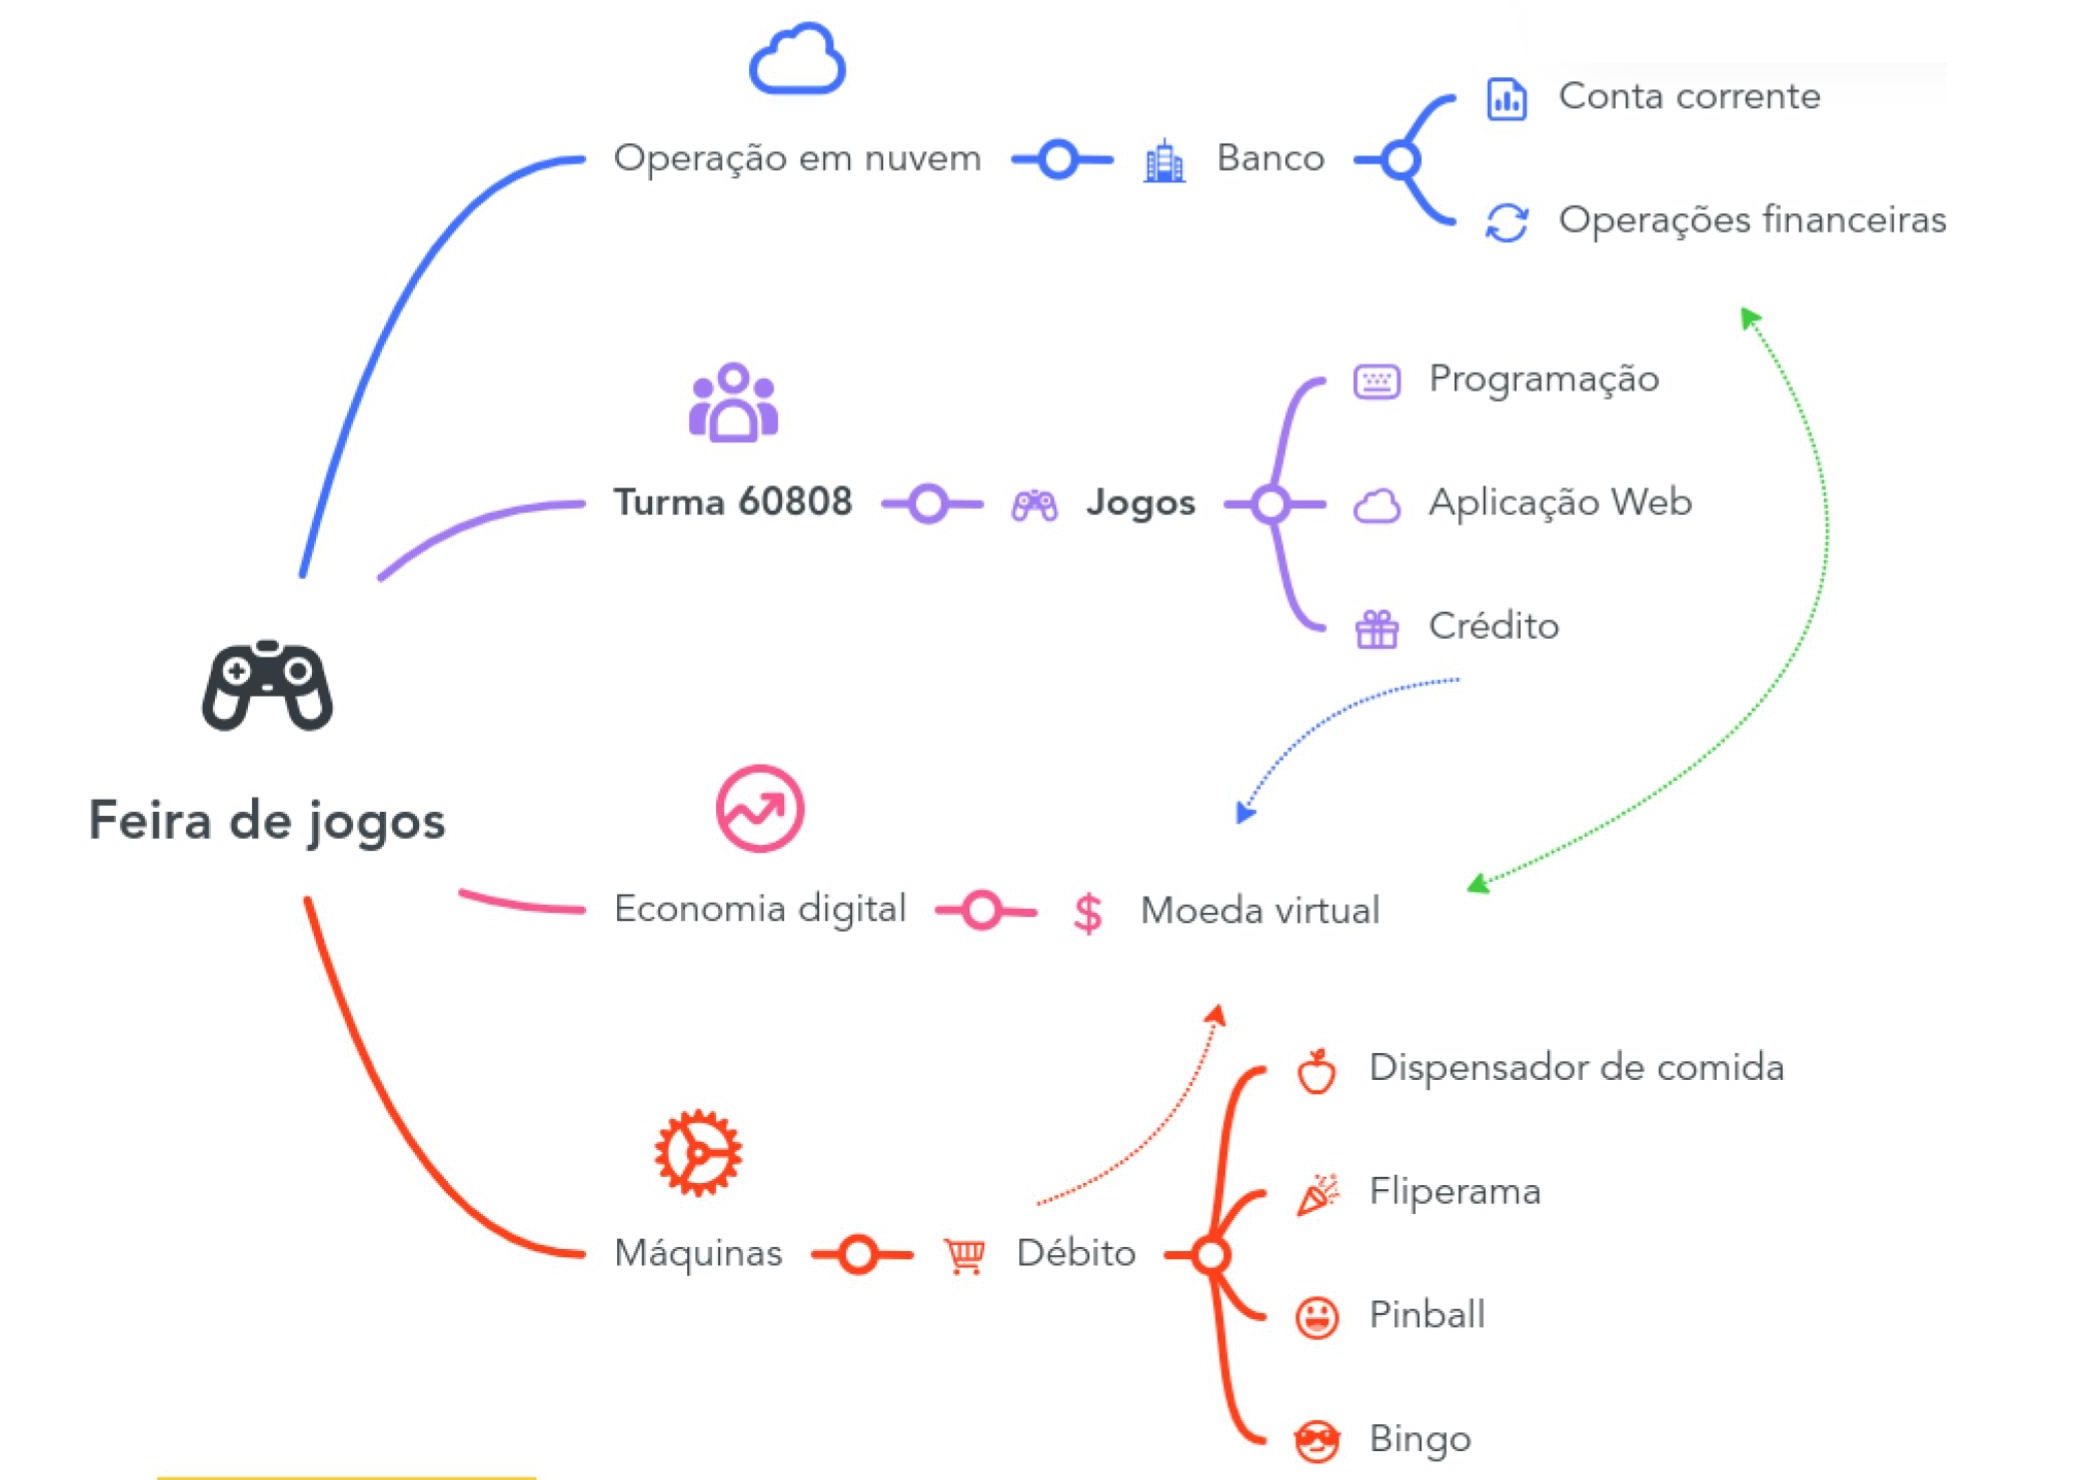 Conta corrente
Operação em nuvem
Banco
Operações financeiras
Programação
Turma 60808
Jogos
Aplicação Web
Crédito
Feira de jogos
Economia digital
$ Moeda virtual
Dispensador de comida
Fliperama
Máquinas
Débito
Pinball
Bingo